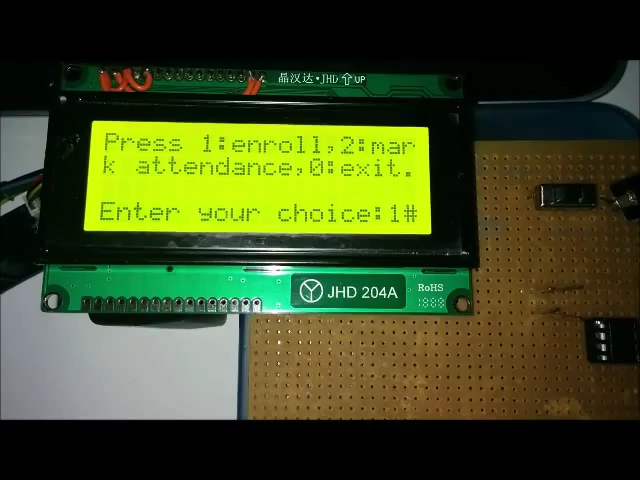 晶汉达•JHD UP
Press 1:enroll,2:mar
k attendance,0:exit.
Enter your choice:1#
JHD 204A
RoHS